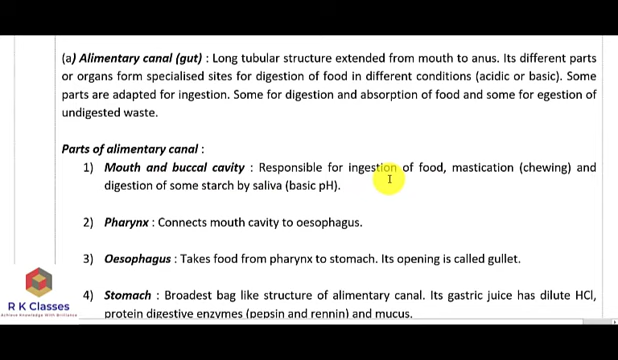 (a) Alimentary canal (gut) : Long tubular structure extended from mouth to anus. Its different parts
or organs form specialised sites for digestion of food in different conditions (acidic or basic). Some
parts are adapted for ingestion. Some for digestion and absorption of food and some for egestion of
undigested waste.
Parts of alimentary canal :
1) Mouth and buccal cavity : Responsible for ingestion of food, mastication (chewing) and
digestion of some starch by saliva (basic pH).
2) Pharynx : Connects mouth cavity to oesophagus.
3) Oesophagus : Takes food from pharynx to stomach. Its opening is called gullet.
4) Stomach : Broadest bag like structure of alimentary canal. Its gastric juice has dilute HCl,
protein digestive enzymes (pepsin and rennin) and mucus.
R K Classes
Achieve Knowledge With Brilliance